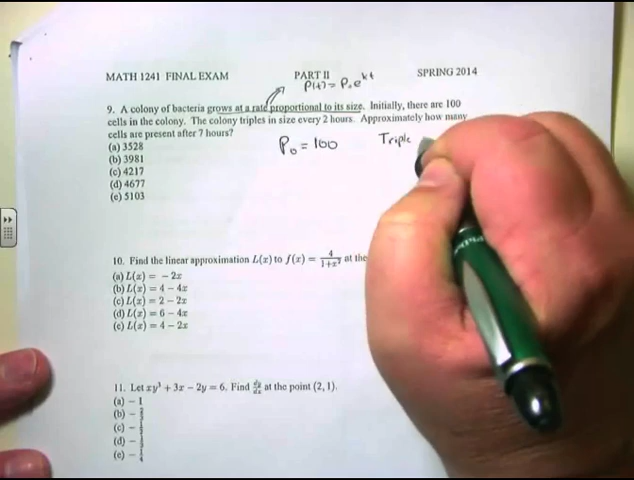 MATH 1241 FINAL EXAM PART II SPRING 2014
P(t) = P₀e^kt
9. A colony of bacteria grows at a rate proportional to its size. Initially, there are 100
cells in the colony. The colony triples in size every 2 hours. Approximately how many
cells are present after 7 hours?
P₀ = 100 Triple
(a) 3528
(b) 3981
(c) 4217
(d) 4677
(e) 5103
10. Find the linear approximation L(x) to f(x) = 4/(1+x²) at the
(a) L(x) = − 2x
(b) L(x) = 4 − 4x
(c) L(x) = 2 − 2x
(d) L(x) = 6 − 4x
(e) L(x) = 4 − 2x
11. Let xy³ + 3x − 2y = 6. Find dy/dx at the point (2, 1).
(a) − 1
(b) −
(c) −
(d) −
(e) −